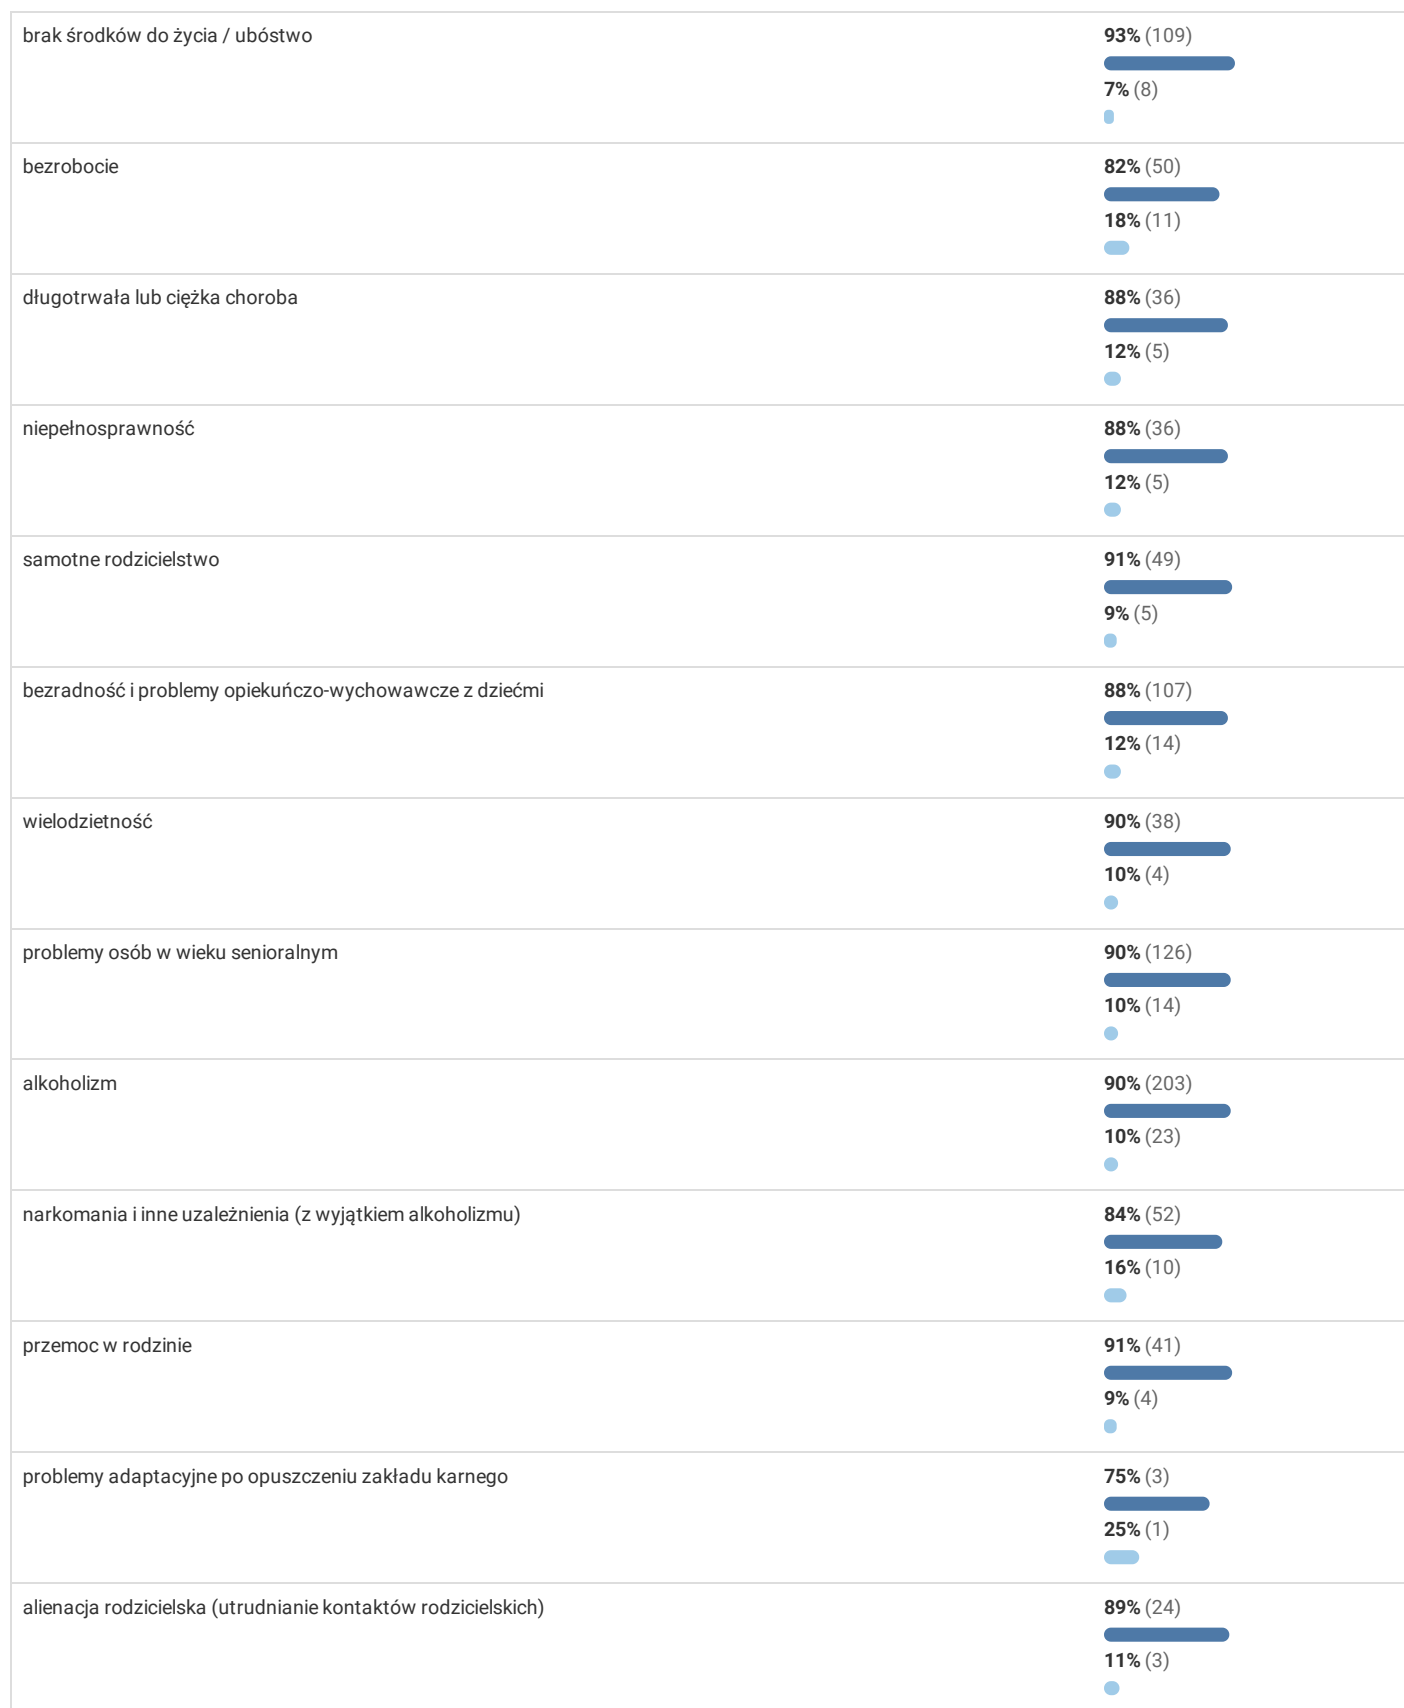 brak środków do życia / ubóstwo
93% (109)
7% (8)
bezrobocie
82% (50)
18% (11)
długotrwała lub ciężka choroba
88% (36)
12% (5)
niepełnosprawność
88% (36)
12% (5)
samotne rodzicielstwo
91% (49)
9% (5)
bezradność i problemy opiekuńczo-wychowawcze z dziećmi
88% (107)
12% (14)
wielodzietność
90% (38)
10% (4)
problemy osób w wieku senioralnym
90% (126)
10% (14)
alkoholizm
90% (203)
10% (23)
narkomania i inne uzależnienia (z wyjątkiem alkoholizmu)
84% (52)
16% (10)
przemoc w rodzinie
91% (41)
9% (4)
problemy adaptacyjne po opuszczeniu zakładu karnego
75% (3)
25% (1)
alienacja rodzicielska (utrudnianie kontaktów rodzicielskich)
89% (24)
11% (3)